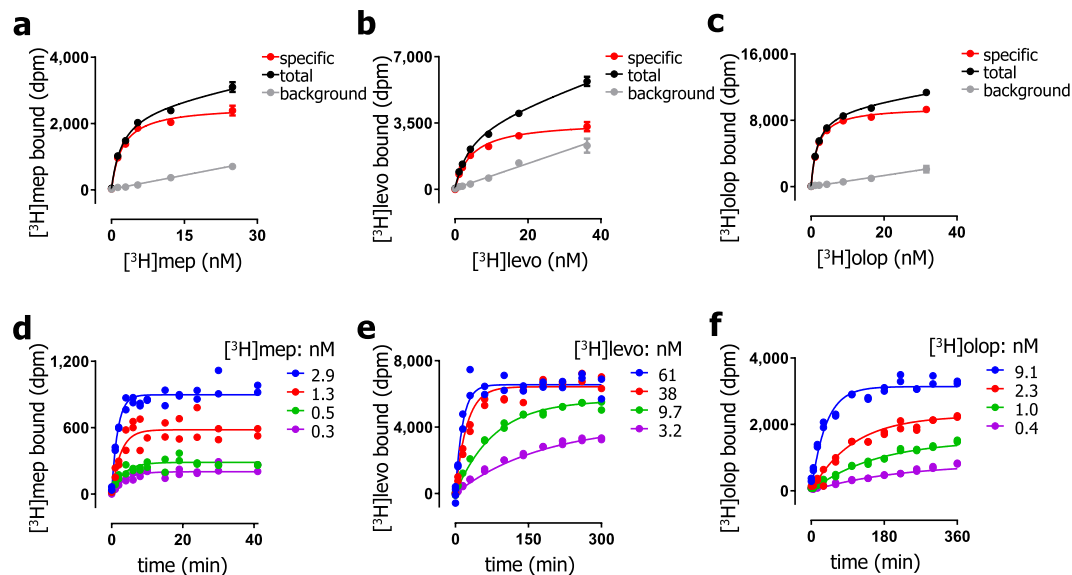 a
4,000
2,000
0
[³H]mep bound (dpm)
0 15 30
[³H]mep (nM)
specific
total
background
b
7,000
3,500
0
[³H]levo bound (dpm)
0 20 40
[³H]levo (nM)
specific
total
background
c
16,000
8,000
0
[³H]olop bound (dpm)
0 20 40
[³H]olop (nM)
specific
total
background
d
1,200
600
0
[³H]mep bound (dpm)
0 20 40
time (min)
[³H]mep: nM
2.9
1.3
0.5
0.3
e
8,000
4,000
0
[³H]levo bound (dpm)
0 150 300
time (min)
[³H]levo: nM
61
38
9.7
3.2
f
4,000
2,000
0
[³H]olop bound (dpm)
0 180 360
time (min)
[³H]olop: nM
9.1
2.3
1.0
0.4